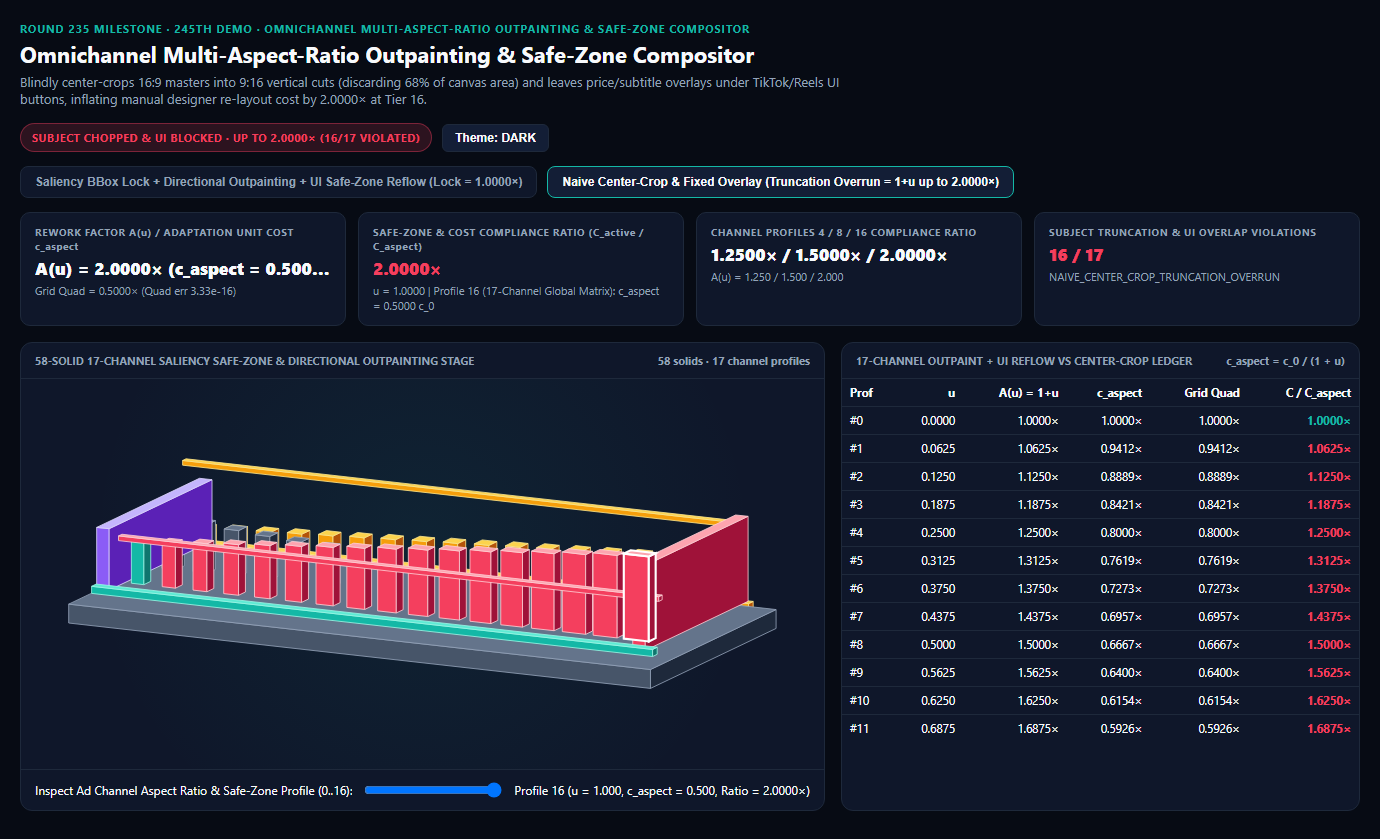 ROUND 235 MILESTONE · 245TH DEMO · OMNICHANNEL MULTI-ASPECT-RATIO OUTPAINTING & SAFE-ZONE COMPOSITOR
Omnichannel Multi-Aspect-Ratio Outpainting & Safe-Zone Compositor
Blindly center-crops 16:9 masters into 9:16 vertical cuts (discarding 68% of canvas area) and leaves price/subtitle overlays under TikTok/Reels UI
buttons, inflating manual designer re-layout cost by 2.0000× at Tier 16.
SUBJECT CHOPPED & UI BLOCKED · UP TO 2.0000× (16/17 VIOLATED)
Theme: DARK
Saliency BBox Lock + Directional Outpainting + UI Safe-Zone Reflow (Lock = 1.0000×)
Naive Center-Crop & Fixed Overlay (Truncation Overrun = 1+u up to 2.0000×)
REWORK FACTOR A(u) / ADAPTATION UNIT COST
c_aspect
A(u) = 2.0000× (c_aspect = 0.500...
Grid Quad = 0.5000× (Quad err 3.33e-16)
SAFE-ZONE & COST COMPLIANCE RATIO (C_active /
C_aspect)
2.0000×
u = 1.0000 | Profile 16 (17-Channel Global Matrix): c_aspect
= 0.5000 c_0
CHANNEL PROFILES 4 / 8 / 16 COMPLIANCE RATIO
1.2500× / 1.5000× / 2.0000×
A(u) = 1.250 / 1.500 / 2.000
SUBJECT TRUNCATION & UI OVERLAP VIOLATIONS
16 / 17
NAIVE_CENTER_CROP_TRUNCATION_OVERRUN
58-SOLID 17-CHANNEL SALIENCY SAFE-ZONE & DIRECTIONAL OUTPAINTING STAGE
58 solids · 17 channel profiles
Inspect Ad Channel Aspect Ratio & Safe-Zone Profile (0..16):
Profile 16 (u = 1.000, c_aspect = 0.500, Ratio = 2.0000×)
17-CHANNEL OUTPAINT + UI REFLOW VS CENTER-CROP LEDGER
c_aspect = c_0 / (1 + u)
Prof u A(u) = 1+u c_aspect Grid Quad C / C_aspect
#0 0.0000 1.0000× 1.0000× 1.0000× 1.0000×
#1 0.0625 1.0625× 0.9412× 0.9412× 1.0625×
#2 0.1250 1.1250× 0.8889× 0.8889× 1.1250×
#3 0.1875 1.1875× 0.8421× 0.8421× 1.1875×
#4 0.2500 1.2500× 0.8000× 0.8000× 1.2500×
#5 0.3125 1.3125× 0.7619× 0.7619× 1.3125×
#6 0.3750 1.3750× 0.7273× 0.7273× 1.3750×
#7 0.4375 1.4375× 0.6957× 0.6957× 1.4375×
#8 0.5000 1.5000× 0.6667× 0.6667× 1.5000×
#9 0.5625 1.5625× 0.6400× 0.6400× 1.5625×
#10 0.6250 1.6250× 0.6154× 0.6154× 1.6250×
#11 0.6875 1.6875× 0.5926× 0.5926× 1.6875×